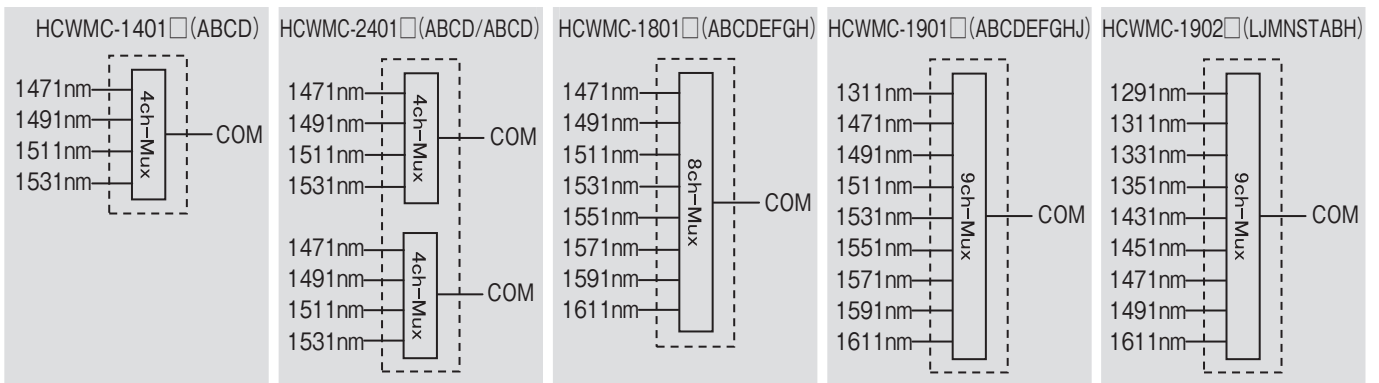 HCWMC-1401□(ABCD)
1471nm
1491nm
1511nm
1531nm
4ch-Mux
COM
HCWMC-2401□(ABCD/ABCD)
1471nm
1491nm
1511nm
1531nm
4ch-Mux
COM
1471nm
1491nm
1511nm
1531nm
4ch-Mux
COM
HCWMC-1801□(ABCDEFGH)
1471nm
1491nm
1511nm
1531nm
1551nm
1571nm
1591nm
1611nm
8ch-Mux
COM
HCWMC-1901□(ABCDEFGHJ)
1311nm
1471nm
1491nm
1511nm
1531nm
1551nm
1571nm
1591nm
1611nm
9ch-Mux
COM
HCWMC-1902□(LJMNSTABH)
1291nm
1311nm
1331nm
1351nm
1431nm
1451nm
1471nm
1491nm
1611nm
9ch-Mux
COM